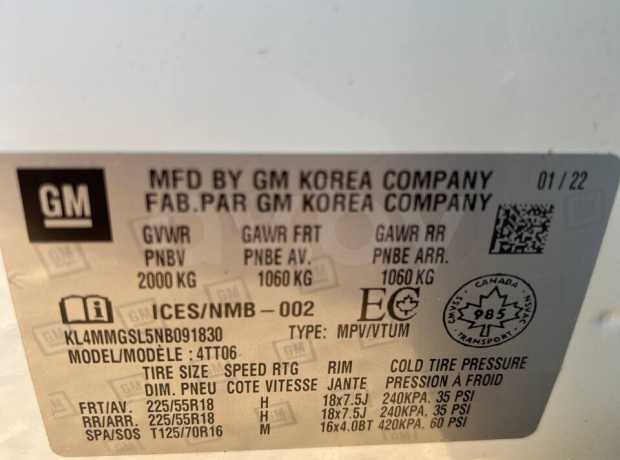 GM
MFD BY GM KOREA COMPANY 01 / 22
FAB.PAR GM KOREA COMPANY
GVWR GAWR FRT GAWR RR
PNBV PNBE AV. PNBE ARR.
2000 KG 1060 KG 1060 KG
ICES/NMB-002 EC
KL4MMGSL5NB091830 TYPE: MPV/VTUM
MODEL/MODÈLE : 4TT06
CANADA
CMVSS NSVAC
985
TRANSPORT
TIRE SIZE SPEED RTG RIM COLD TIRE PRESSURE
DIM. PNEU COTE VITESSE JANTE PRESSION À FROID
FRT/AV. 225/55R18 H 18x7.5J 240KPA, 35 PSI
RR/ARR. 225/55R18 H 18x7.5J 240KPA, 35 PSI
SPA/SOS T125/70R16 M 16x4.0BT 420KPA, 60 PSI